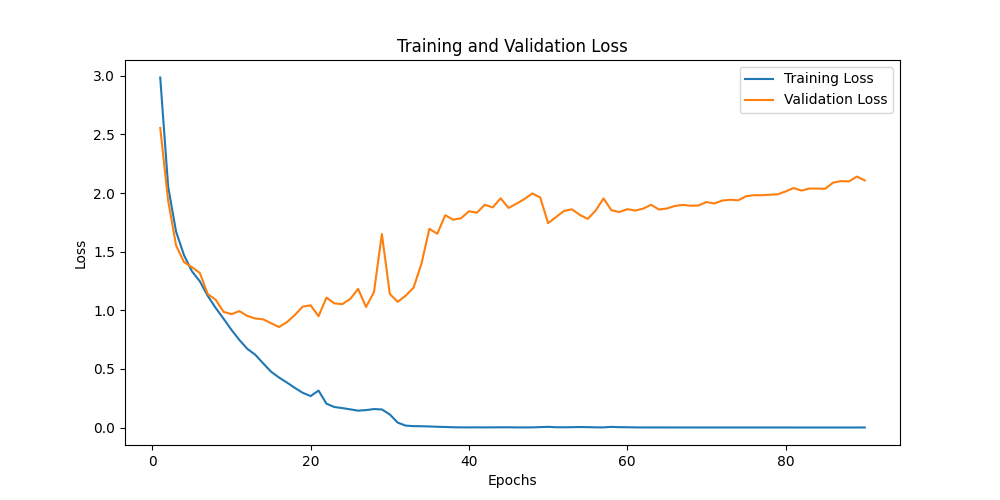 Training and Validation Loss
3.0
2.5
2.0
1.5
1.0
0.5
0.0
Loss
Training Loss
Validation Loss
0 20 40 60 80
Epochs